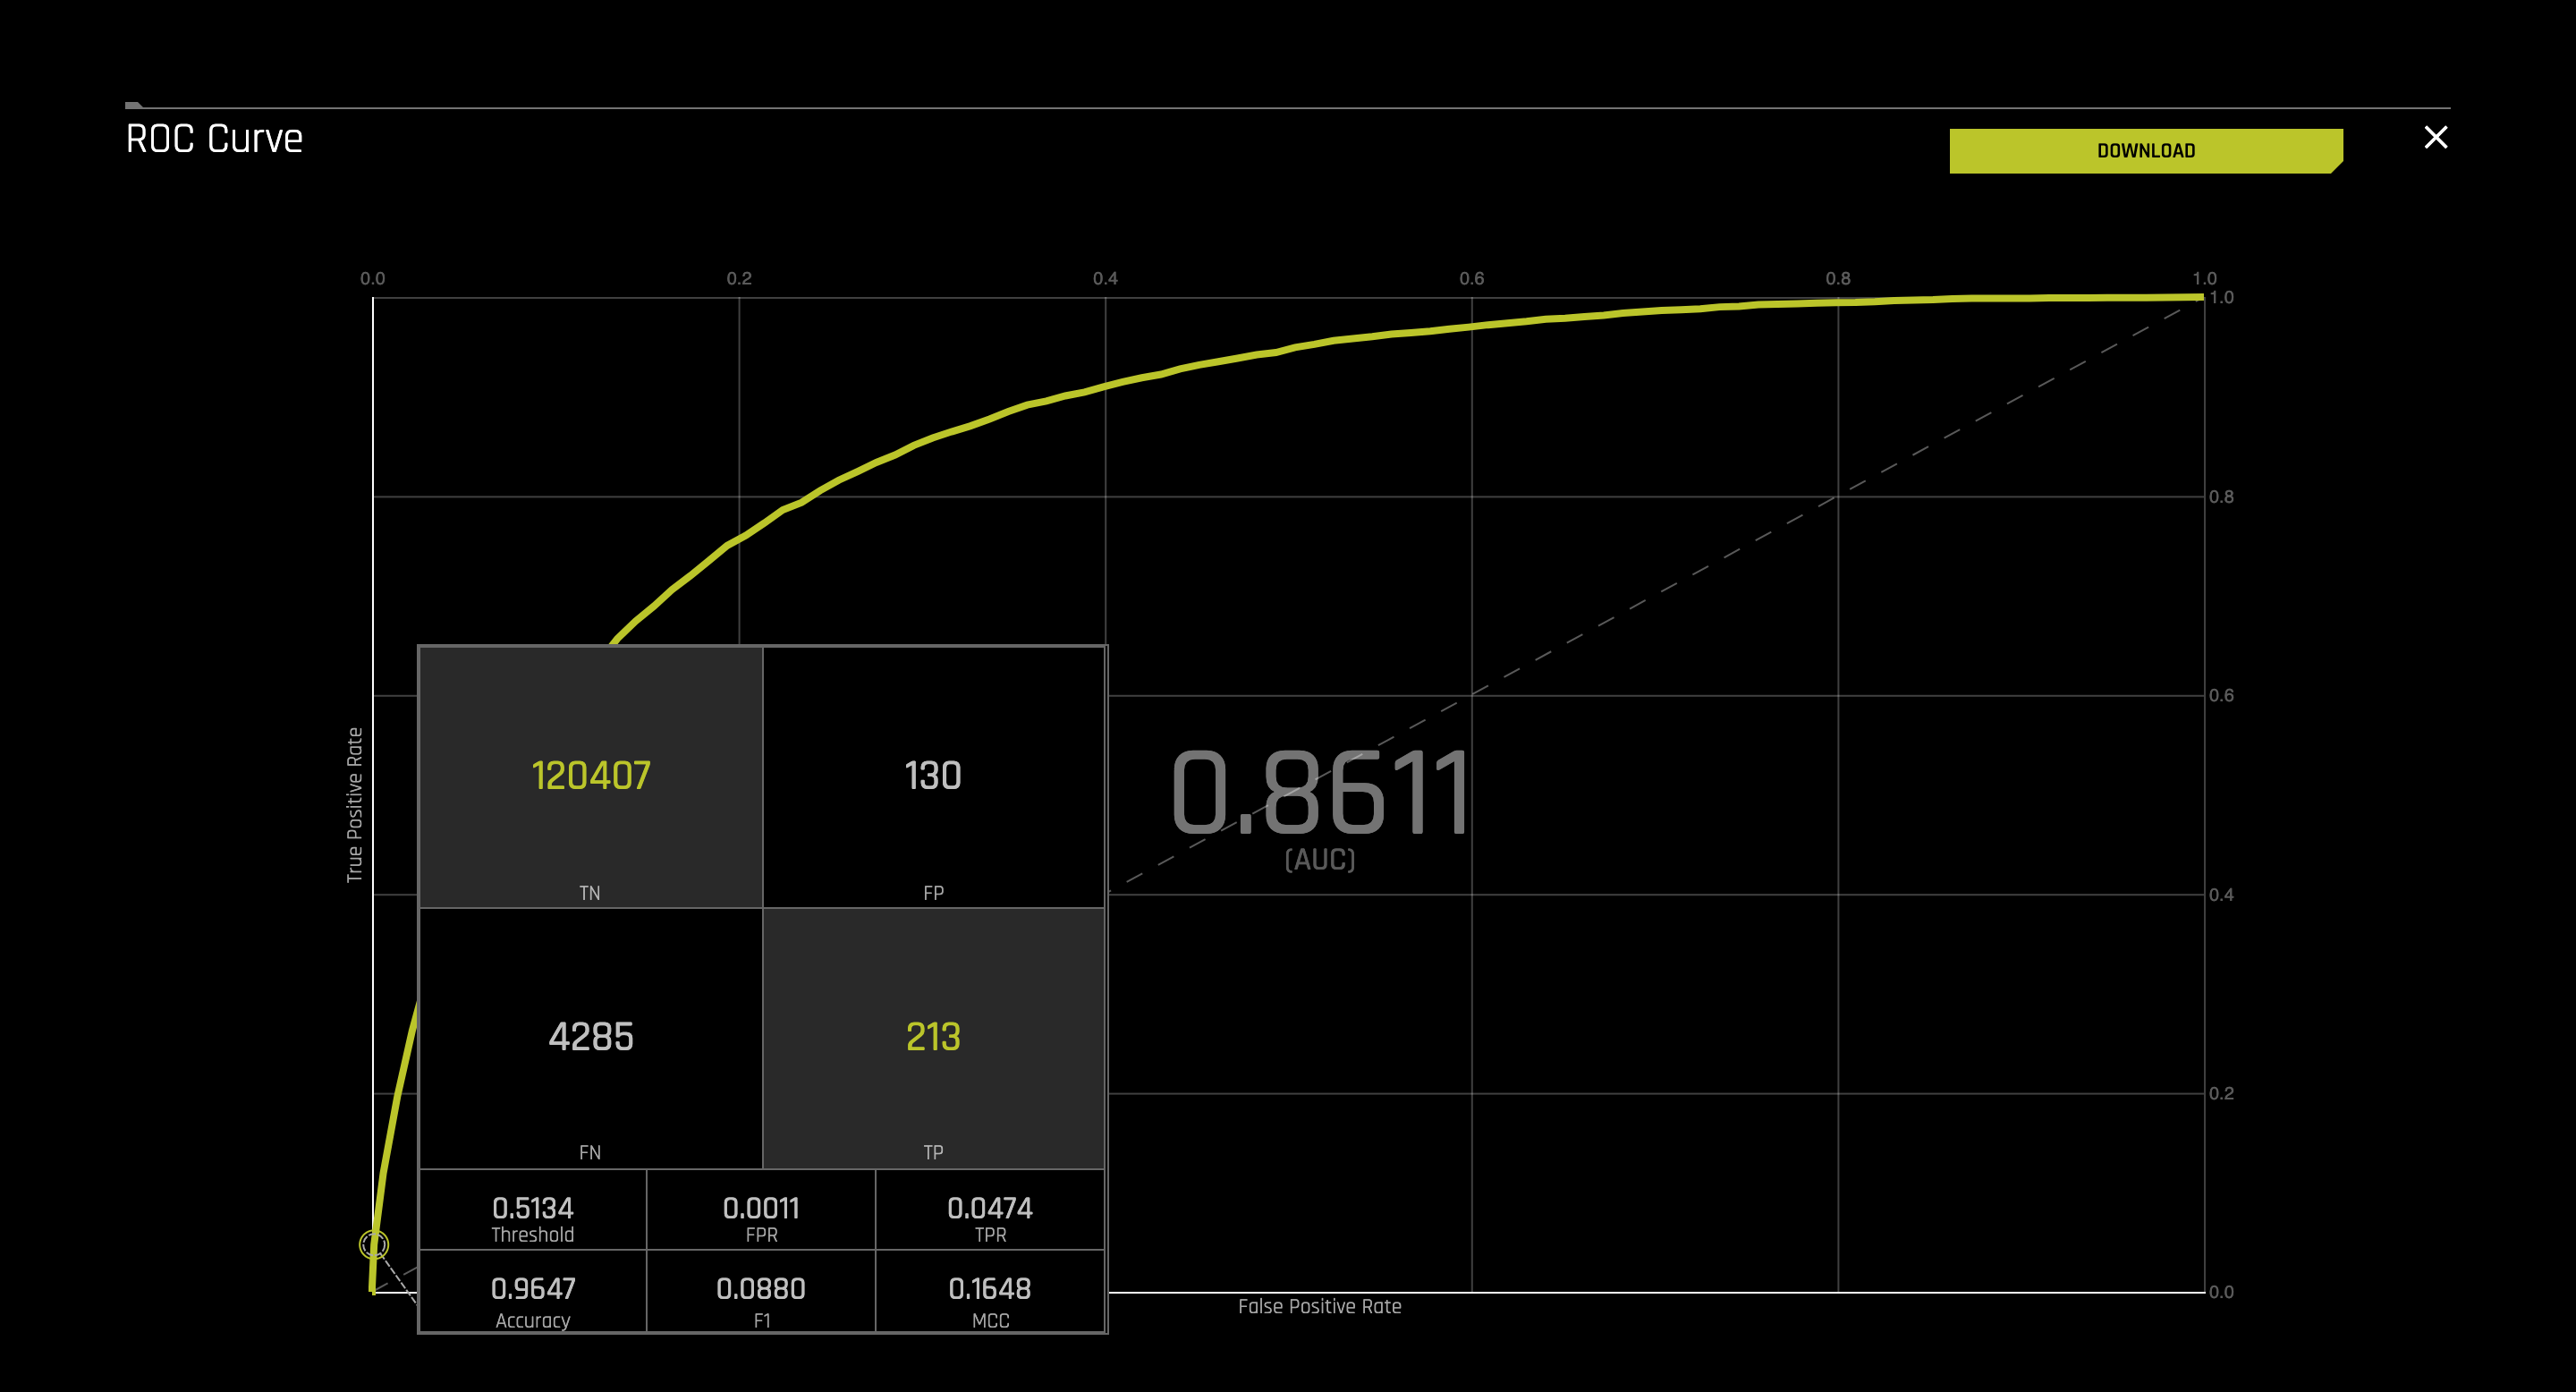 ROC Curve
DOWNLOAD
0.0 0.2 0.4 0.6 0.8 1.0
1.0
0.8
0.6
0.4
0.2
0.0
True Positive Rate
120407
TN
130
FP
4285
FN
213
TP
0.5134
Threshold
0.0011
FPR
0.0474
TPR
0.9647
Accuracy
0.0880
F1
0.1648
MCC
0.8611
(AUC)
False Positive Rate